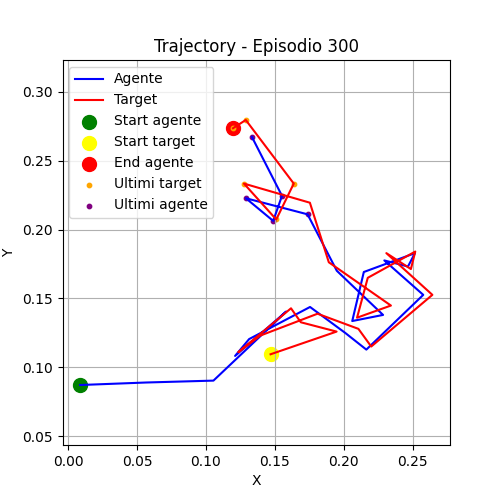 Trajectory - Episodio 300
Agente
Target
Start agente
Start target
End agente
Ultimi target
Ultimi agente
0.30
0.25
0.20
0.15
0.10
0.05
Y
0.00
0.05
0.10
0.15
0.20
0.25
X